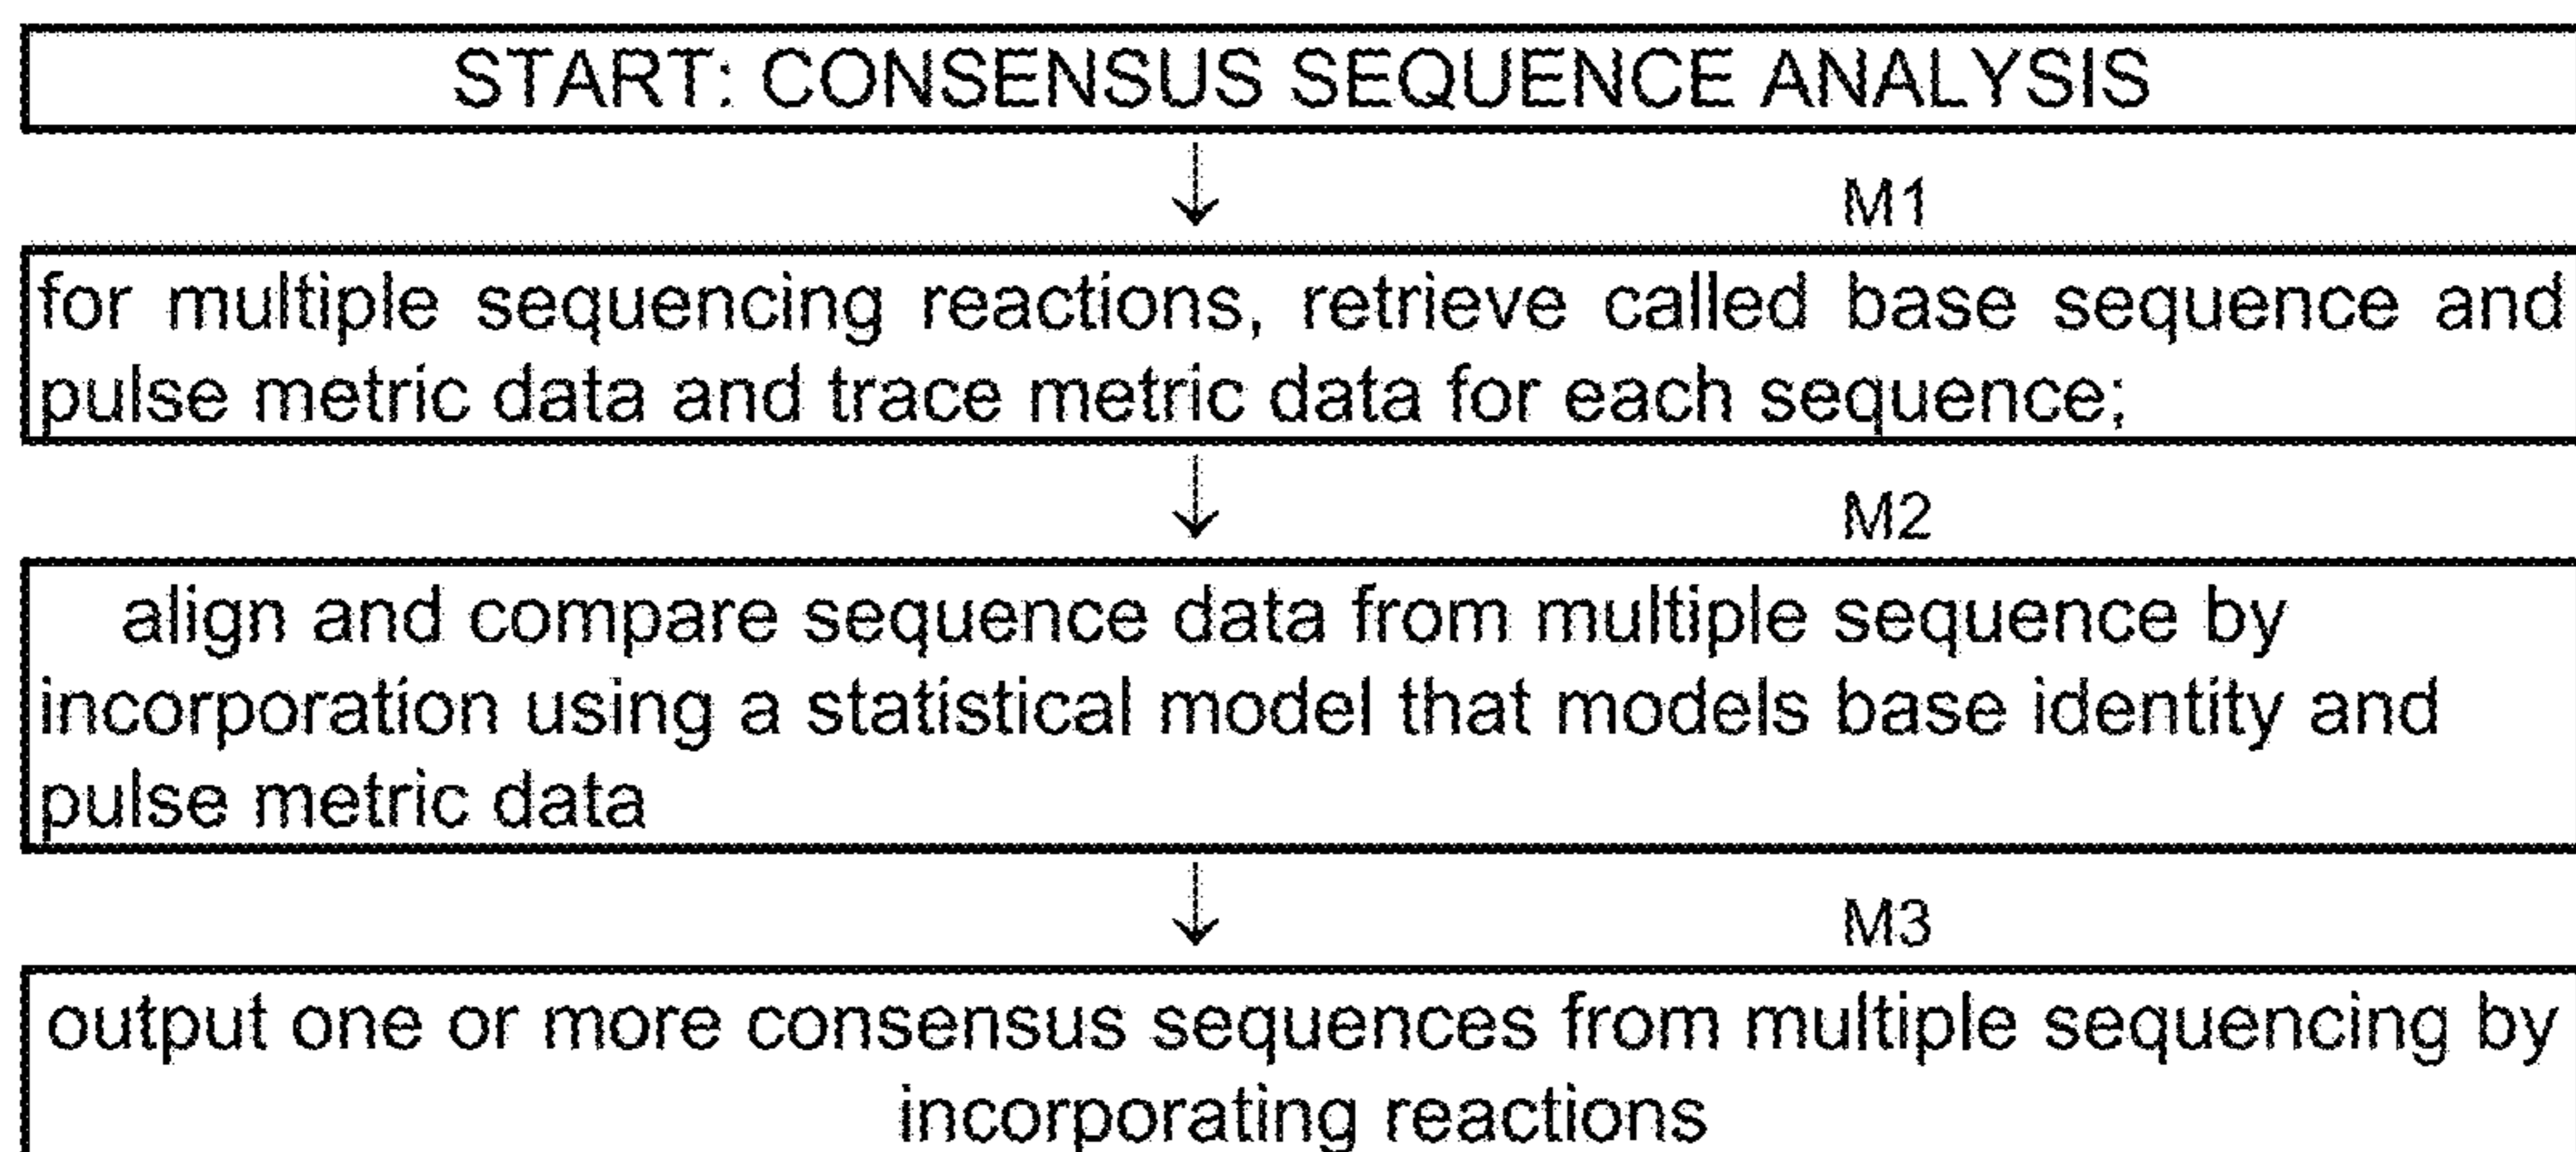 START: CONSENSUS SEQUENCE ANALYSIS
M1
for multiple sequencing reactions, retrieve called base sequence and
pulse metric data and trace metric data for each sequence;
M2
align and compare sequence data from multiple sequence by
incorporation using a statistical model that models base identity and
pulse metric data
M3
output one or more consensus sequences from multiple sequencing by
incorporating reactions